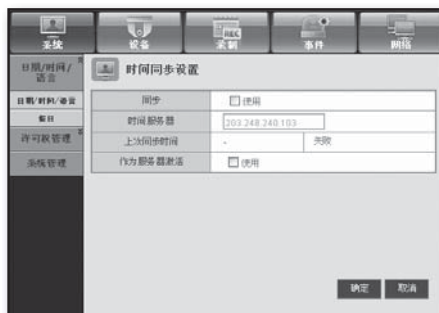 系统
设备
录制
REC
事件
网络
日期/时间/
语言
日期/时间/语言
假日
许可权管理
系统管理
时间同步设置
同步
使用
时间服务器
203.248.240.103
上次同步时间
-
失败
作为服务器激活
使用
确定
取消